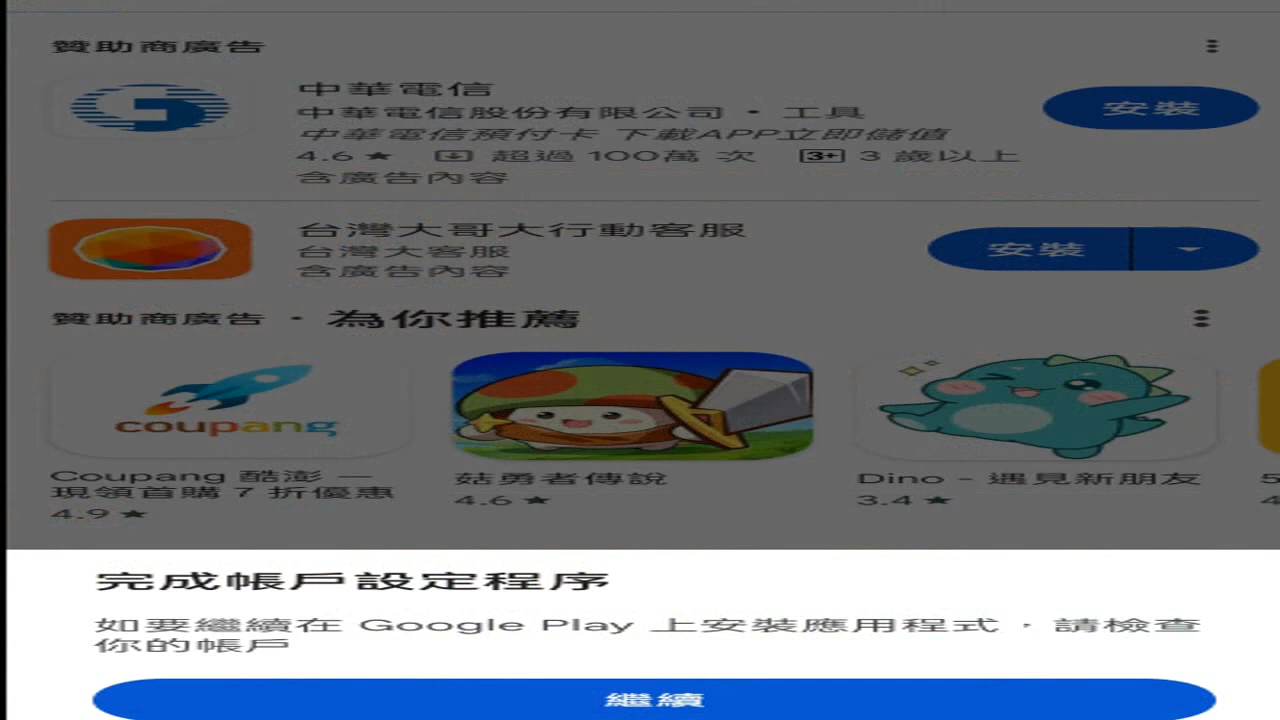 贊助商廣告
中華電信
中華電信股份有限公司 · 工具
中華電信預付卡 下載APP立即儲值
4.6 ★ 超過 100萬 次 3+ 3 歲以上
含廣告內容
安裝
台灣大哥大行動客服
台灣大客服
含廣告內容
安裝
贊助商廣告 · 為你推薦
coupang
Coupang 酷澎 —
現領首購 7 折優惠
4.9 ★
菇勇者傳說
4.6 ★
Dino - 遇見新朋友
3.4 ★
完成帳戶設定程序
如要繼續在 Google Play 上安裝應用程式，請檢查
你的帳戶
繼續